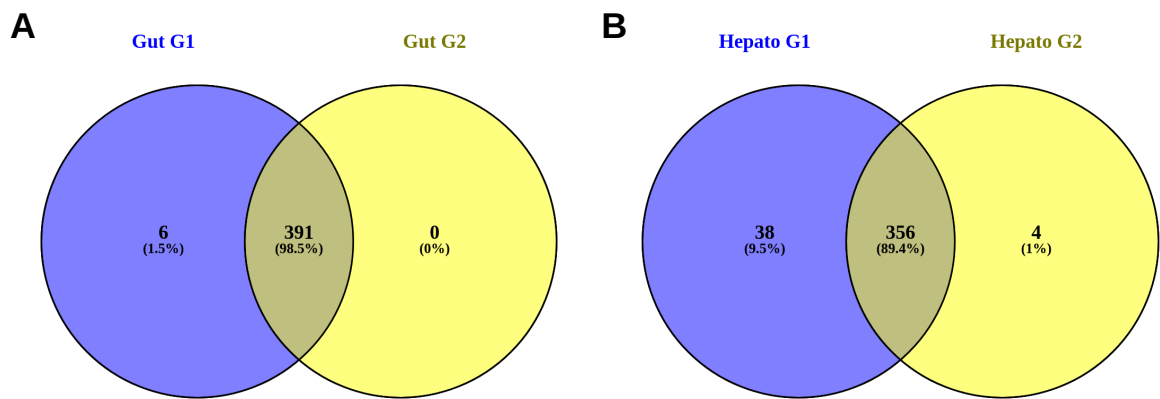 A
Gut G1
Gut G2
6
(1.5%)
391
(98.5%)
0
(0%)
B
Hepato G1
Hepato G2
38
(9.5%)
356
(89.4%)
4
(1%)